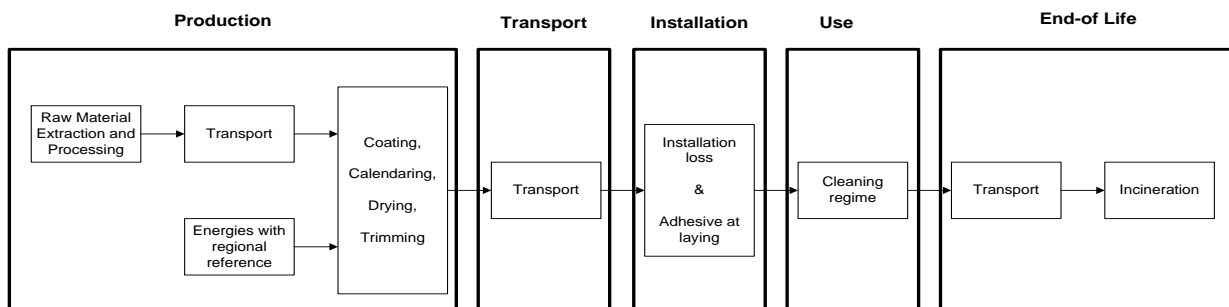 Production
Transport
Installation
Use
End-of Life
Raw Material
Extraction and
Processing
Transport
Energies with
regional
reference
Coating,
Calendaring,
Drying,
Trimming
Transport
Installation
loss
&
Adhesive at
laying
Cleaning
regime
Transport
Incineration